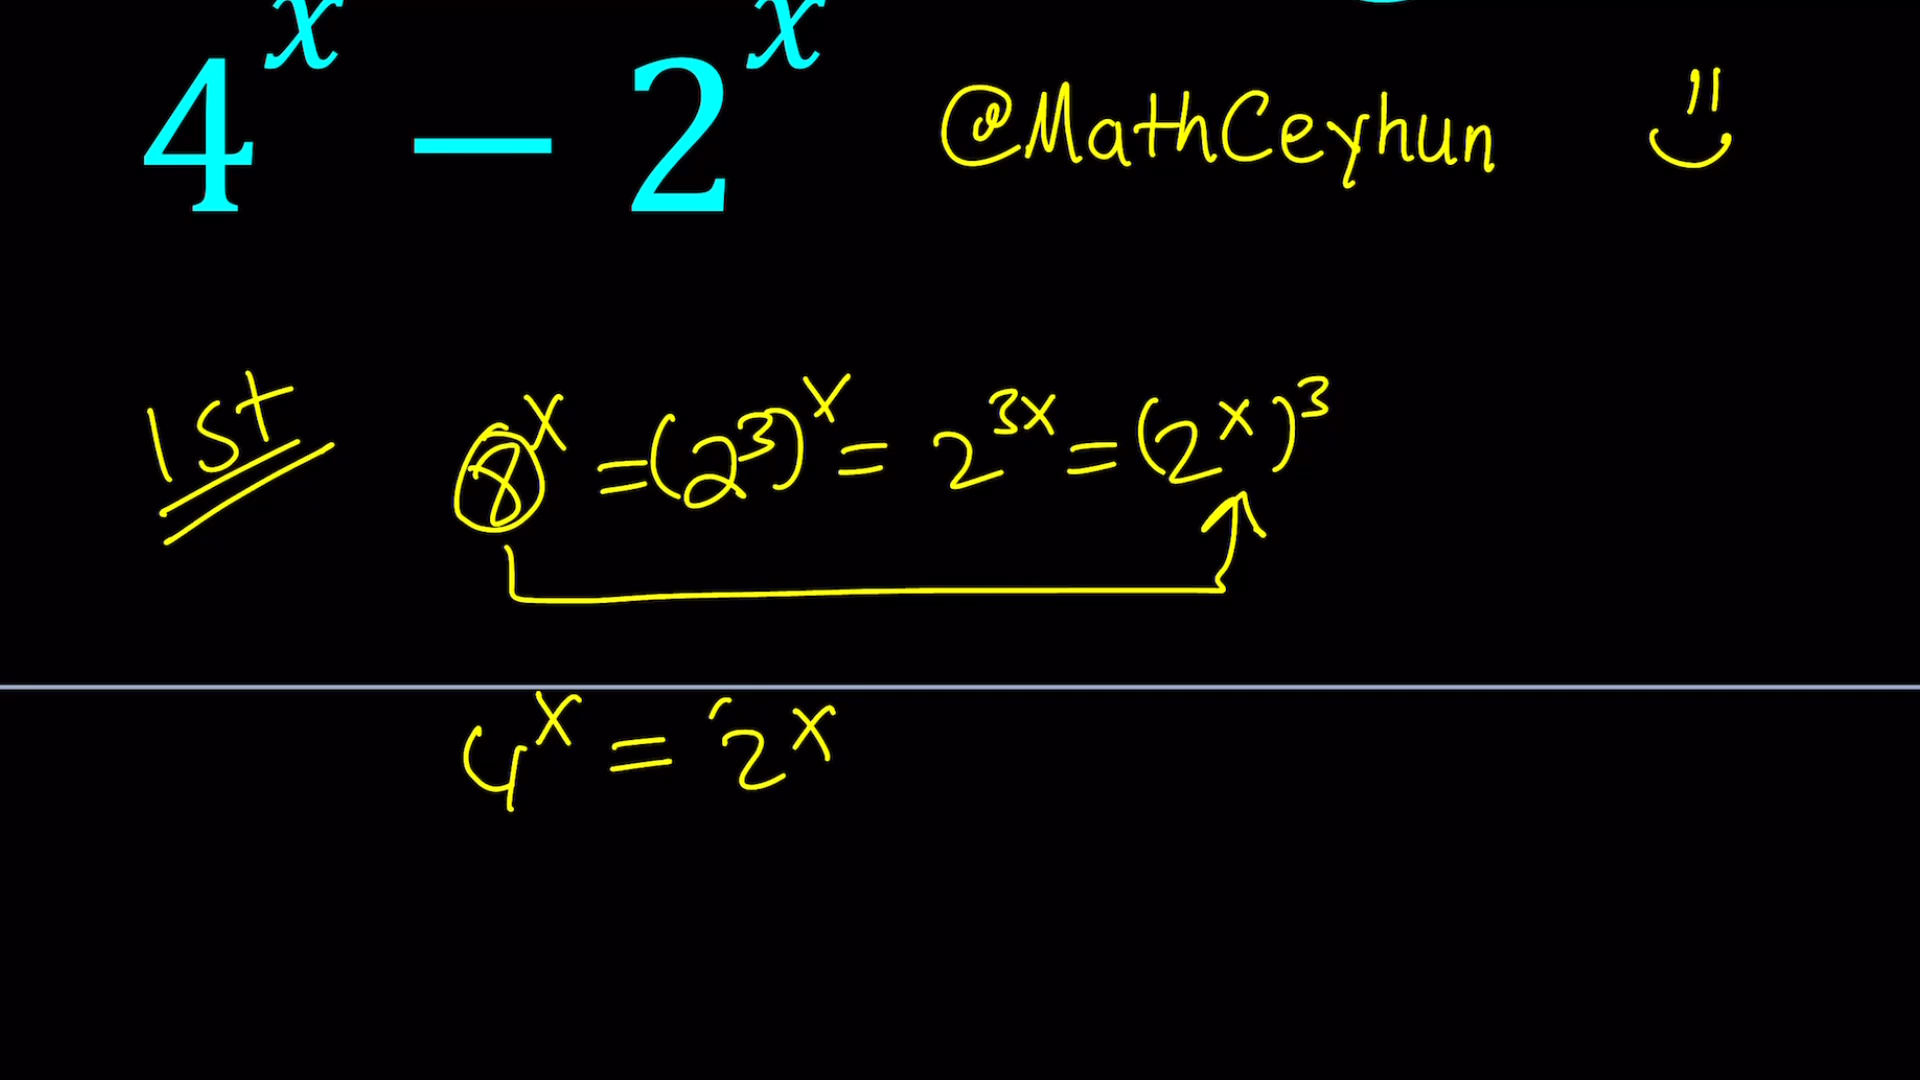 4^x − 2^x @MathCeyhun
1st 8^x = (2^3)^x = 2^{3x} = (2^x)^3
4^x = 2^x